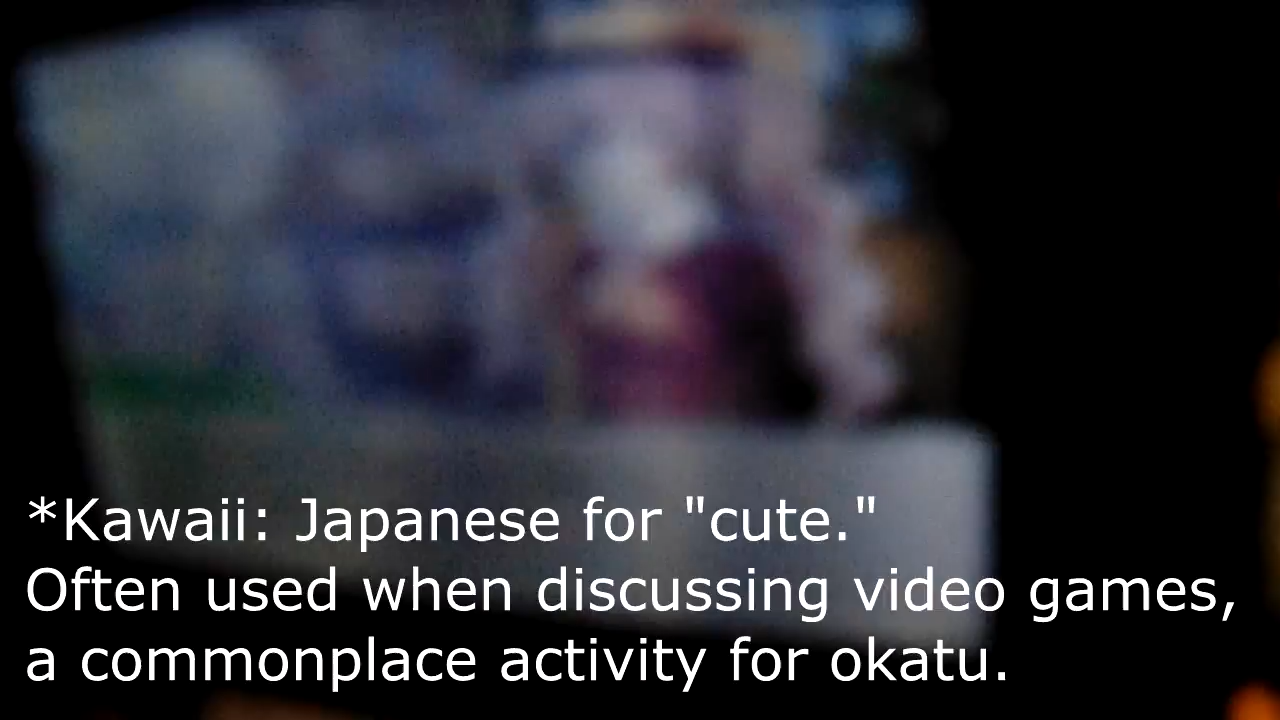 *Kawaii: Japanese for "cute."
Often used when discussing video games,
a commonplace activity for okatu.